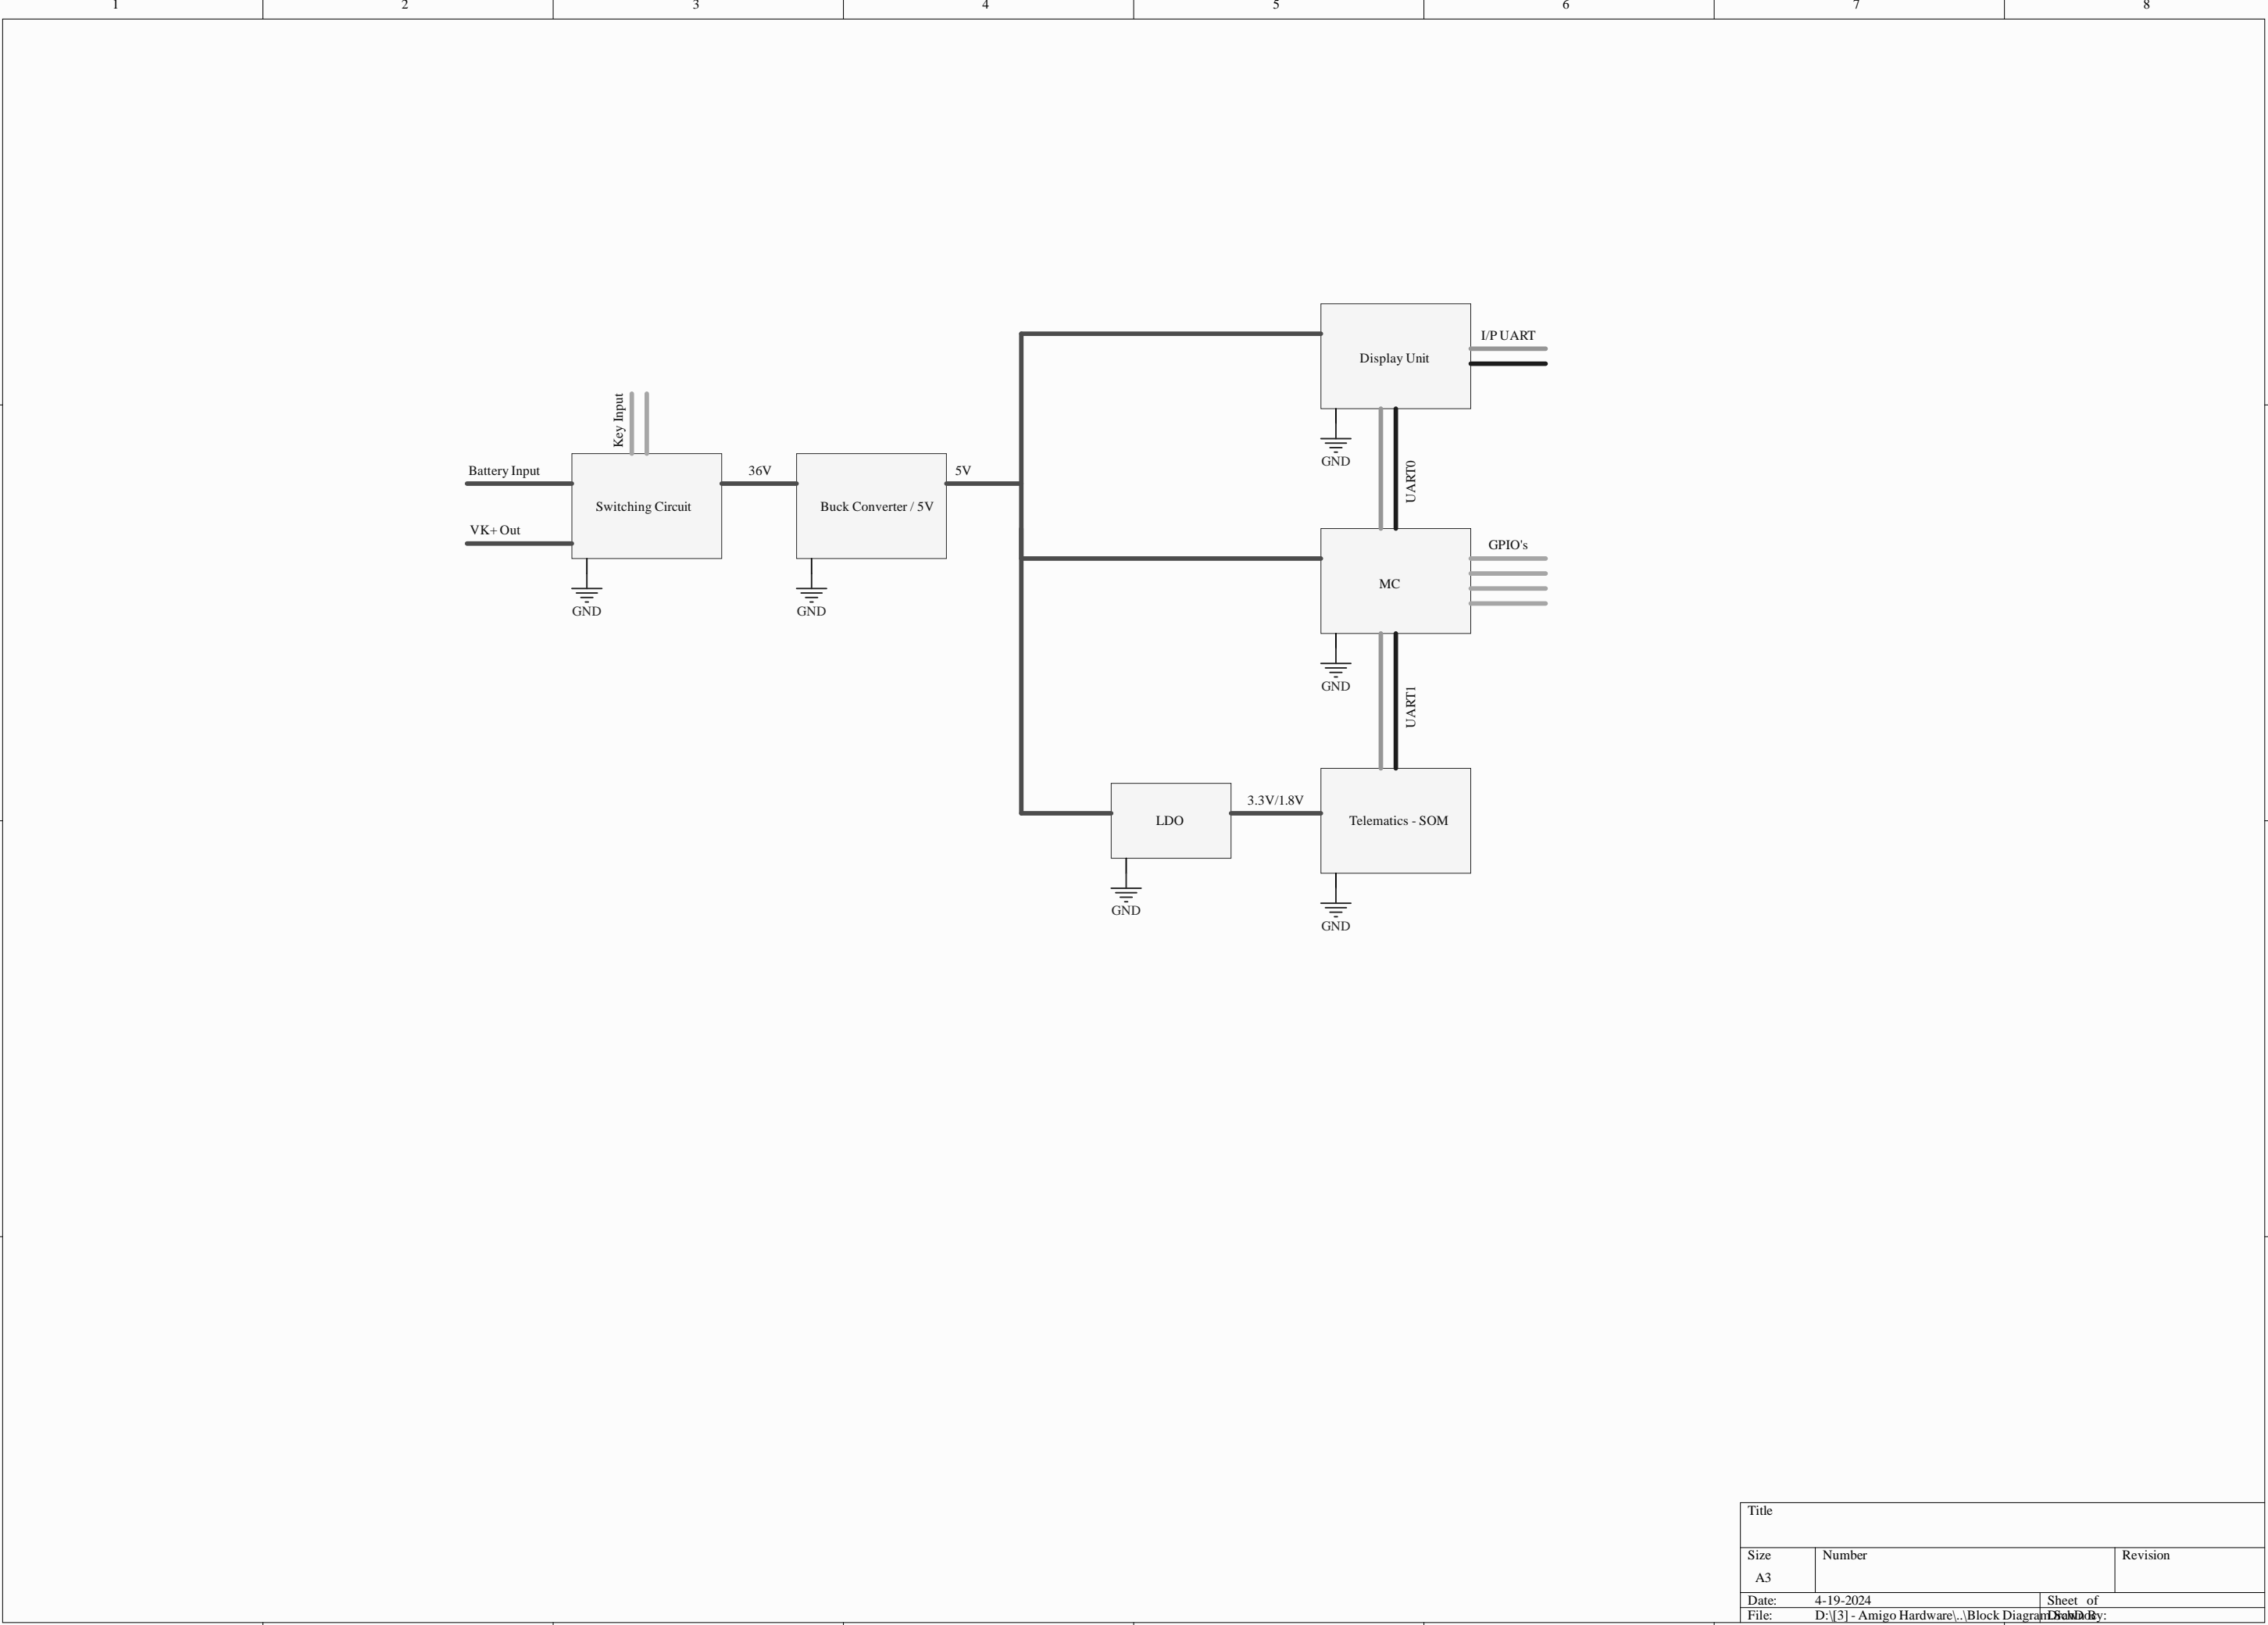 1 2 3 4 5 6 7 8
I/P UART
Display Unit
Key Input
GND
Battery Input
36V
5V
UART0
Switching Circuit
Buck Converter / 5V
VK+ Out
GPIO's
MC
GND
GND
GND
UART1
3.3V/1.8V
LDO
Telematics - SOM
GND
GND
Title
Size
Number
Revision
A3
Date:
4-19-2024
Sheet of
File:
D:\[3] - Amigo Hardware\..\Block Diagram.SchDoc
Drawn By: